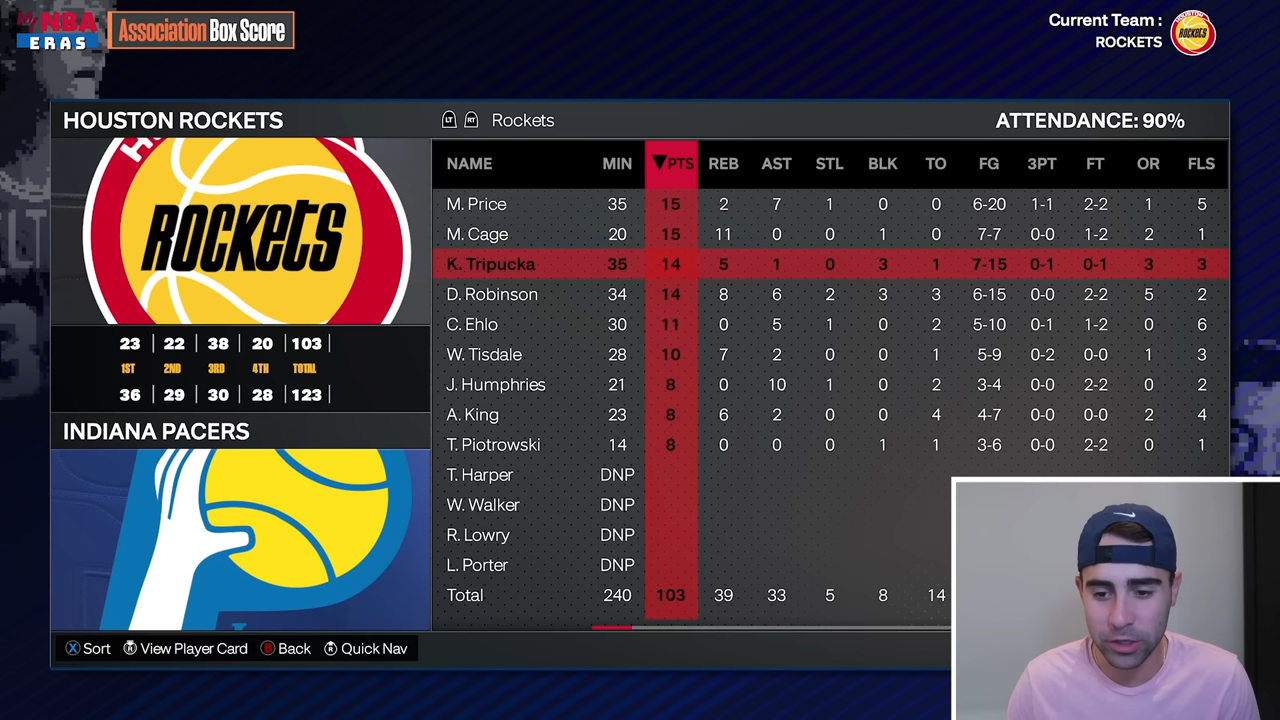 My NBA
ERAS
Association Box Score
Current Team :
ROCKETS
ROCKETS
HOUSTON ROCKETS
ROCKETS
23 22 38 20 103
1ST 2ND 3RD 4TH TOTAL
36 29 30 28 123
INDIANA PACERS
LT RT Rockets
ATTENDANCE: 90%
NAME MIN ▼PTS REB AST STL BLK TO FG 3PT FT OR FLS
M. Price 35 15 2 7 1 0 0 6-20 1-1 2-2 1 5
M. Cage 20 15 11 0 0 1 0 7-7 0-0 1-2 2 1
K. Tripucka 35 14 5 1 0 3 1 7-15 0-1 0-1 3 3
D. Robinson 34 14 8 6 2 3 3 6-15 0-0 2-2 5 2
C. Ehlo 30 11 0 5 1 0 2 5-10 0-1 1-2 0 6
W. Tisdale 28 10 7 2 0 0 1 5-9 0-2 0-0 1 3
J. Humphries 21 8 0 10 1 0 2 3-4 0-0 2-2 0 2
A. King 23 8 6 2 0 0 4 4-7 0-0 0-0 2 4
T. Piotrowski 14 8 0 0 0 1 1 3-6 0-0 2-2 0 1
T. Harper DNP
W. Walker DNP
R. Lowry DNP
L. Porter DNP
Total 240 103 39 33 5 8 14
X Sort R View Player Card B Back R Quick Nav